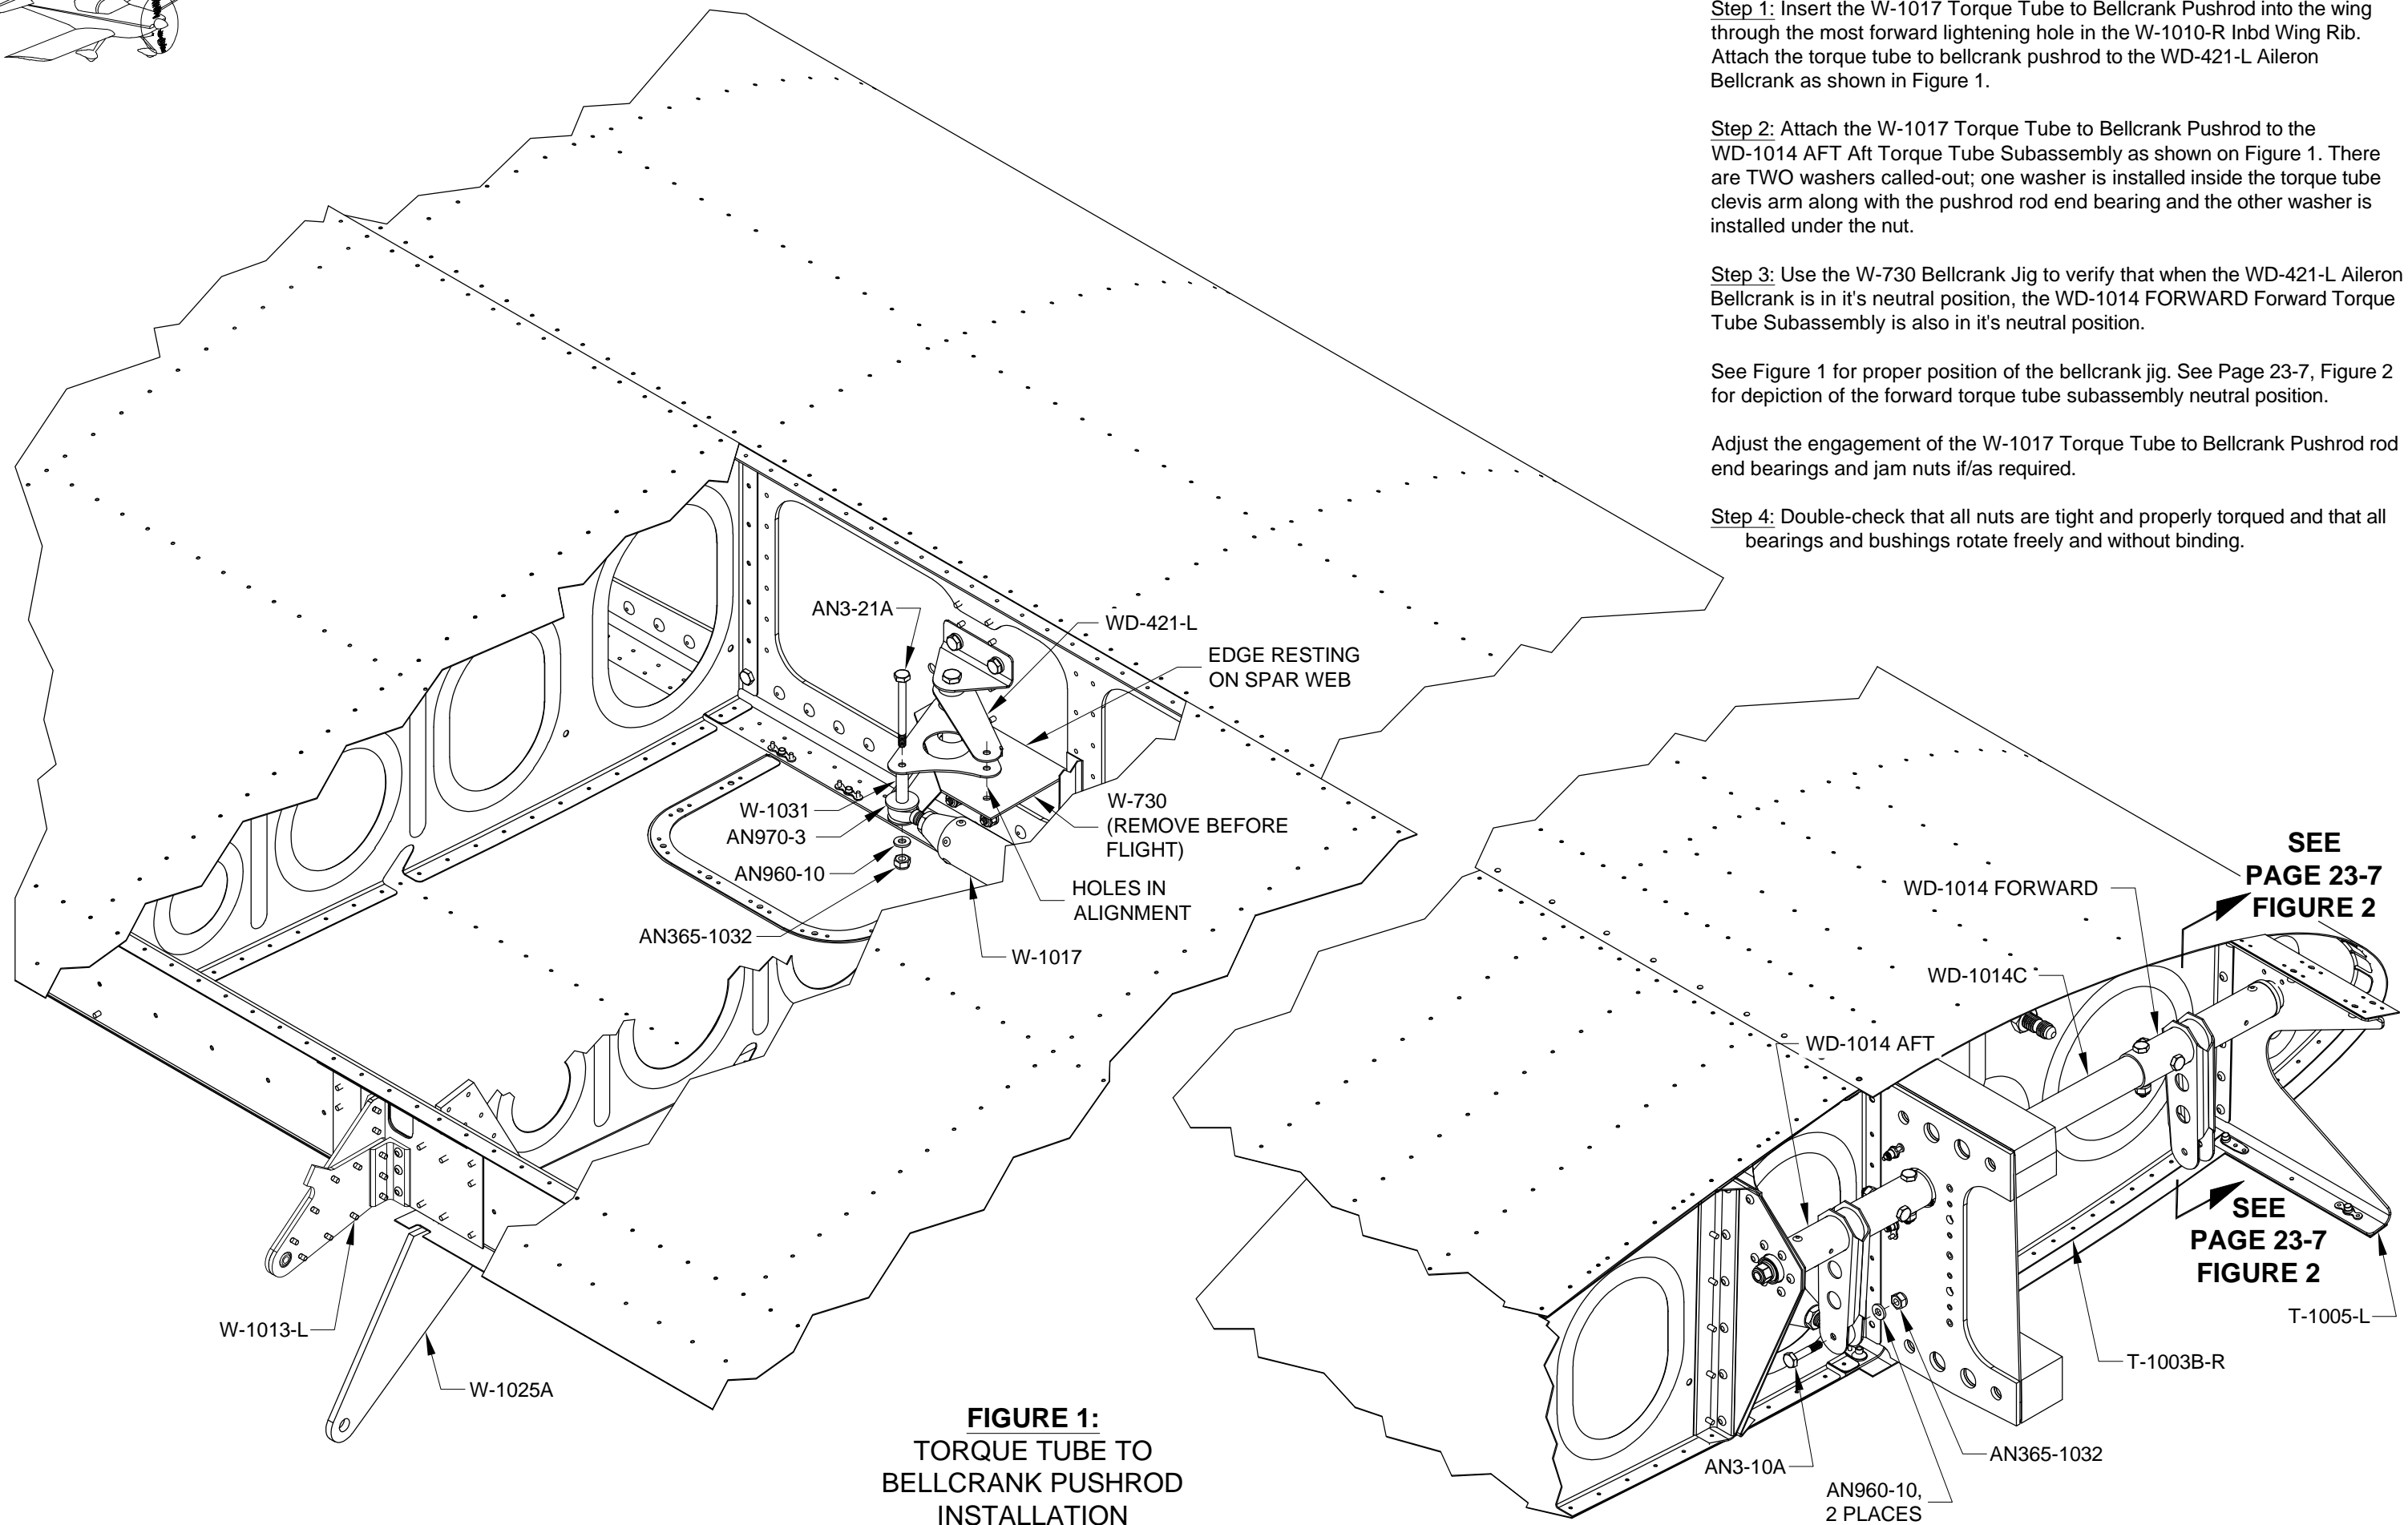 Step 1: Insert the W-1017 Torque Tube to Bellcrank Pushrod into the wing
through the most forward lightening hole in the W-1010-R Inbd Wing Rib.
Attach the torque tube to bellcrank pushrod to the WD-421-L Aileron
Bellcrank as shown in Figure 1.
Step 2: Attach the W-1017 Torque Tube to Bellcrank Pushrod to the
WD-1014 AFT Aft Torque Tube Subassembly as shown on Figure 1. There
are TWO washers called-out; one washer is installed inside the torque tube
clevis arm along with the pushrod rod end bearing and the other washer is
installed under the nut.
Step 3: Use the W-730 Bellcrank Jig to verify that when the WD-421-L Aileron
Bellcrank is in it's neutral position, the WD-1014 FORWARD Forward Torque
Tube Subassembly is also in it's neutral position.
See Figure 1 for proper position of the bellcrank jig. See Page 23-7, Figure 2
for depiction of the forward torque tube subassembly neutral position.
Adjust the engagement of the W-1017 Torque Tube to Bellcrank Pushrod rod
end bearings and jam nuts if/as required.
Step 4: Double-check that all nuts are tight and properly torqued and that all
bearings and bushings rotate freely and without binding.
AN3-21A
WD-421-L
EDGE RESTING
ON SPAR WEB
W-1031
AN970-3
AN960-10
AN365-1032
W-730
(REMOVE BEFORE
FLIGHT)
HOLES IN
ALIGNMENT
W-1017
W-1013-L
W-1025A
SEE
PAGE 23-7
FIGURE 2
WD-1014 FORWARD
WD-1014C
WD-1014 AFT
SEE
PAGE 23-7
FIGURE 2
T-1005-L
T-1003B-R
AN365-1032
AN3-10A
AN960-10,
2 PLACES
FIGURE 1:
TORQUE TUBE TO
BELLCRANK PUSHROD
INSTALLATION